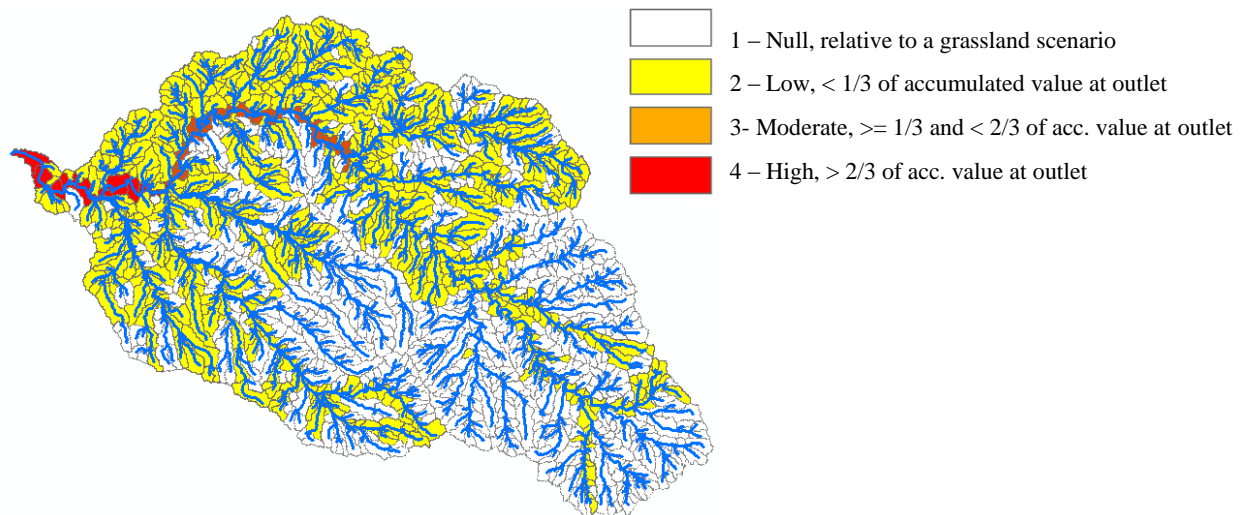 1 – Null, relative to a grassland scenario
2 – Low, < 1/3 of accumulated value at outlet
3- Moderate, >= 1/3 and < 2/3 of acc. value at outlet
4 – High, > 2/3 of acc. value at outlet